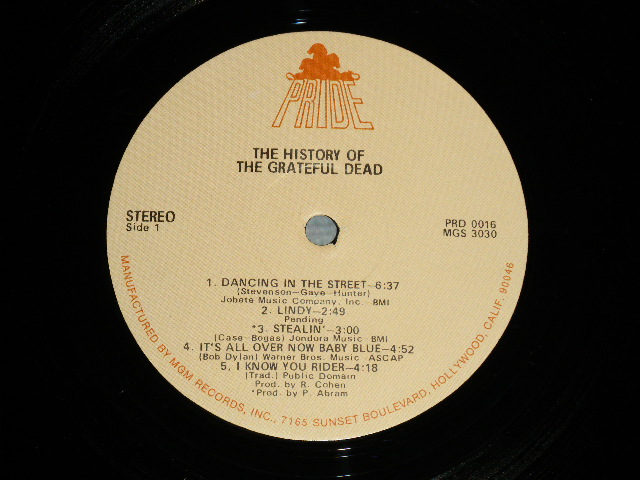 PRIDE
THE HISTORY OF
THE GRATEFUL DEAD
STEREO
Side 1
PRD 0016
MGS 3030
1. DANCING IN THE STREET—6:37
(Stevenson-Gaye-Hunter)
Jobete Music Company, Inc. BMI
2. LINDY—2:49
Pending
*3. STEALIN'—3:00
(Case-Bogas) Jondora Music—BMI
4. IT'S ALL OVER NOW BABY BLUE—4:52
(Bob Dylan) Warner Bros. Music—ASCAP
5. I KNOW YOU RIDER—4:18
(Trad.) Public Domain
Prod. by R. Cohen
*Prod. by P. Abram
MANUFACTURED BY MGM RECORDS, INC., 7165 SUNSET BOULEVARD, HOLLYWOOD, CALIF. 90046